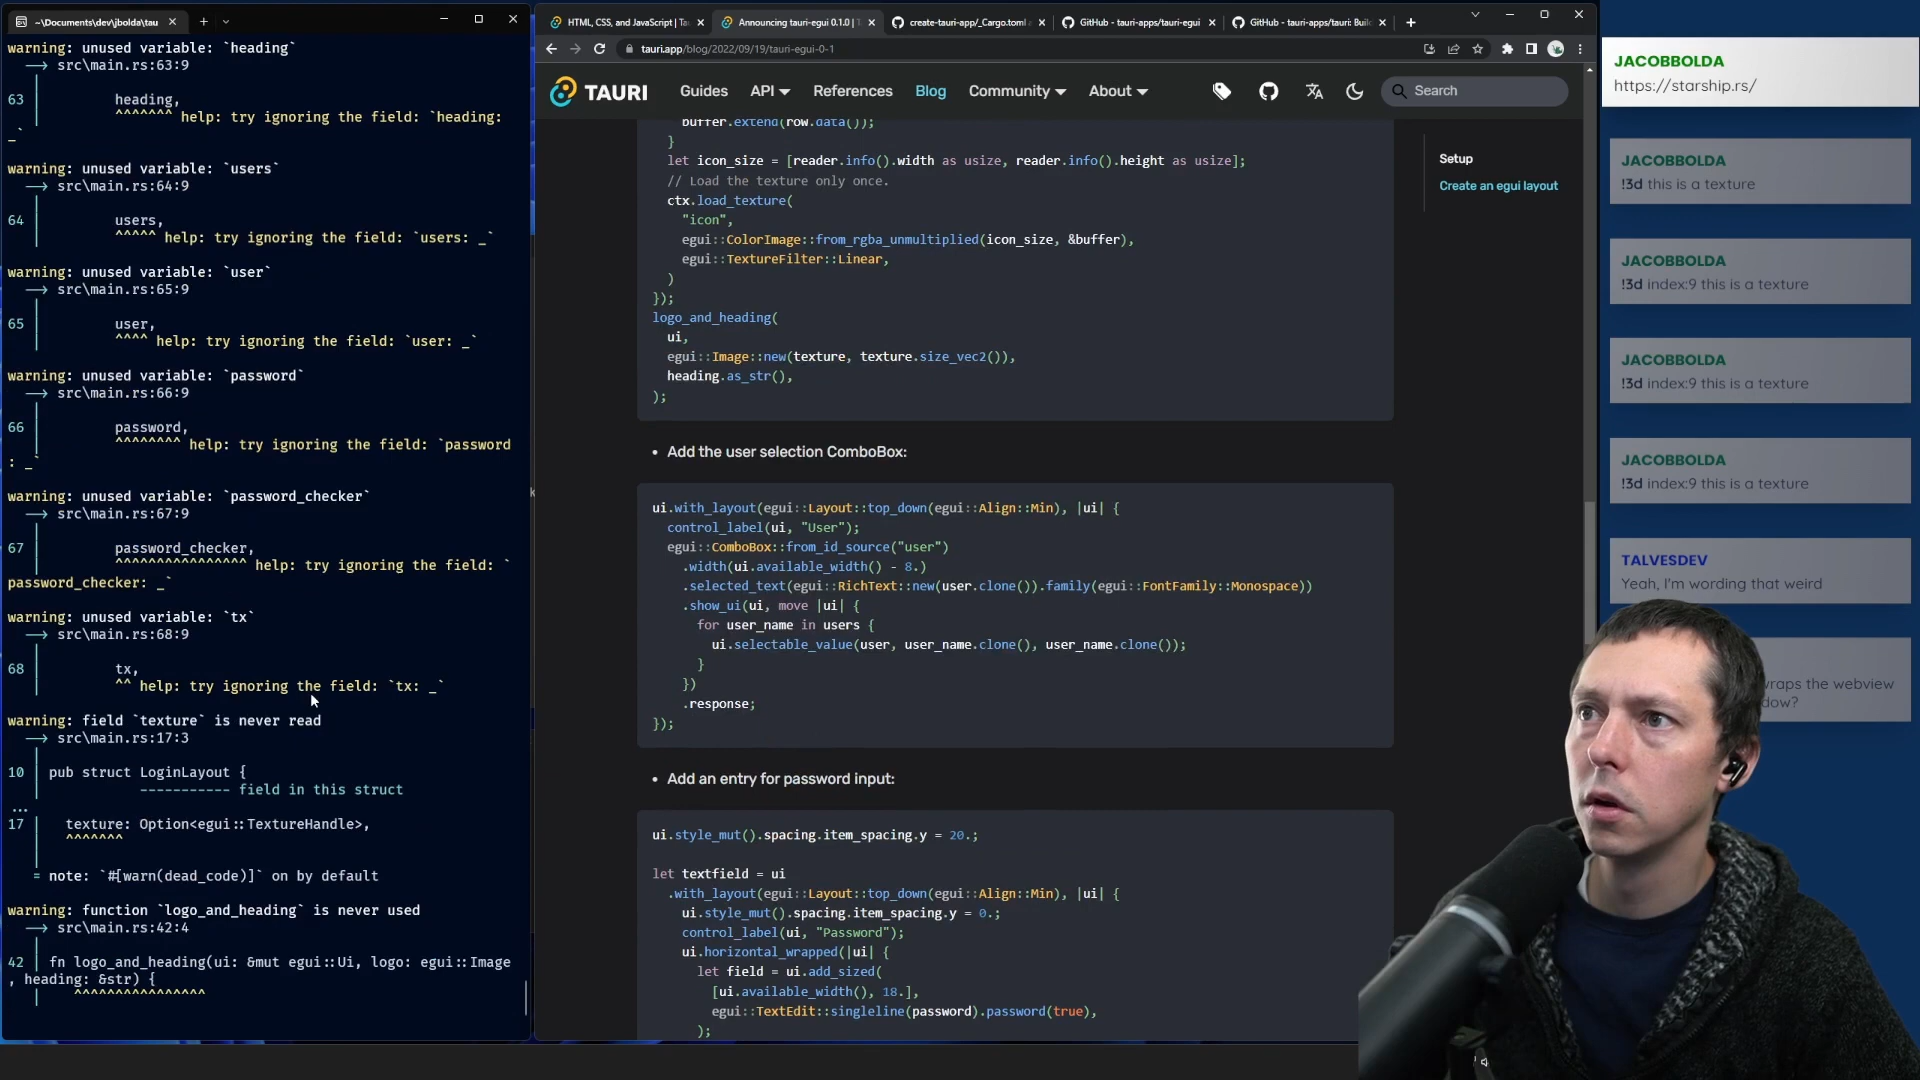 ~\Documents\dev\jbolda\tau
warning: unused variable: `heading`
--> src\main.rs:63:9
63 | heading,
^^^^^^^ help: try ignoring the field: `heading:
_`
warning: unused variable: `users`
--> src\main.rs:64:9
64 | users,
^^^^^ help: try ignoring the field: `users: _`
warning: unused variable: `user`
--> src\main.rs:65:9
65 | user,
^^^^ help: try ignoring the field: `user: _`
warning: unused variable: `password`
--> src\main.rs:66:9
66 | password,
^^^^^^^^ help: try ignoring the field: `password
: _`
warning: unused variable: `password_checker`
--> src\main.rs:67:9
67 | password_checker,
^^^^^^^^^^^^^^^^ help: try ignoring the field: `
password_checker: _`
warning: unused variable: `tx`
--> src\main.rs:68:9
68 | tx,
^^ help: try ignoring the field: `tx: _`
warning: field `texture` is never read
--> src\main.rs:17:3
10 | pub struct LoginLayout {
----------- field in this struct
...
17 | texture: Option<egui::TextureHandle>,
^^^^^^^
= note: `#[warn(dead_code)]` on by default
warning: function `logo_and_heading` is never used
--> src\main.rs:42:4
42 | fn logo_and_heading(ui: &mut egui::Ui, logo: egui::Image
, heading: &str) {
^^^^^^^^^^^^^^^^
HTML, CSS, and JavaScript | Tau
Announcing tauri-egui 0.1.0 | T
create-tauri-app/_Cargo.toml a
GitHub - tauri-apps/tauri-egui
GitHub - tauri-apps/tauri: Buil
tauri.app/blog/2022/09/19/tauri-egui-0-1
TAURI
Guides
API
References
Blog
Community
About
Search
buffer.extend(row.data());
}
let icon_size = [reader.info().width as usize, reader.info().height as usize];
// Load the texture only once.
ctx.load_texture(
"icon",
egui::ColorImage::from_rgba_unmultiplied(icon_size, &buffer),
egui::TextureFilter::Linear,
)
});
logo_and_heading(
ui,
egui::Image::new(texture, texture.size_vec2()),
heading.as_str(),
);
• Add the user selection ComboBox:
ui.with_layout(egui::Layout::top_down(egui::Align::Min), |ui| {
control_label(ui, "User");
egui::ComboBox::from_id_source("user")
.width(ui.available_width() - 8.)
.selected_text(egui::RichText::new(user.clone()).family(egui::FontFamily::Monospace))
.show_ui(ui, move |ui| {
for user_name in users {
ui.selectable_value(user, user_name.clone(), user_name.clone());
}
})
.response;
});
• Add an entry for password input:
ui.style_mut().spacing.item_spacing.y = 20.;
let textfield = ui
.with_layout(egui::Layout::top_down(egui::Align::Min), |ui| {
ui.style_mut().spacing.item_spacing.y = 0.;
control_label(ui, "Password");
ui.horizontal_wrapped(|ui| {
let field = ui.add_sized(
[ui.available_width(), 18.],
egui::TextEdit::singleline(password).password(true),
);
Setup
Create an egui layout
JACOBBOLDA
https://starship.rs/
JACOBBOLDA
!3d this is a texture
JACOBBOLDA
!3d index:9 this is a texture
JACOBBOLDA
!3d index:9 this is a texture
JACOBBOLDA
!3d index:9 this is a texture
TALVESDEV
Yeah, I'm wording that weird
wraps the webview
dow?